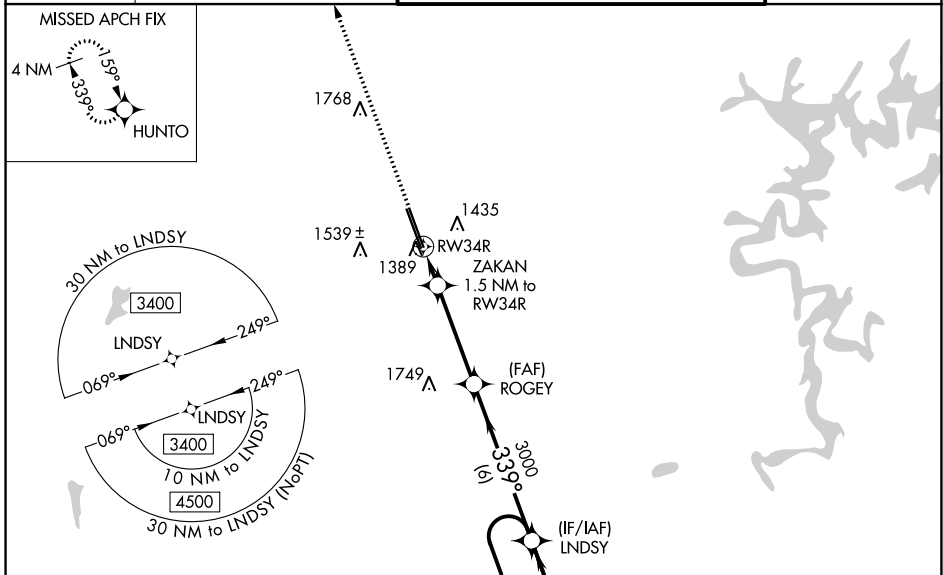 MISSED APCH FIX
4 NM
159°
339°
HUNTO
1768
1435
1539 ±
RW34R
1389
ZAKAN
1.5 NM to
RW34R
30 NM to LNDSY
3400
LNDSY
249°
069°
1749
(FAF)
ROGEY
249°
LNDSY
069°
3400
10 NM to LNDSY
4500
30 NM to LNDSY (NoPT)
3000
339°
(6)
(IF/IAF)
LNDSY